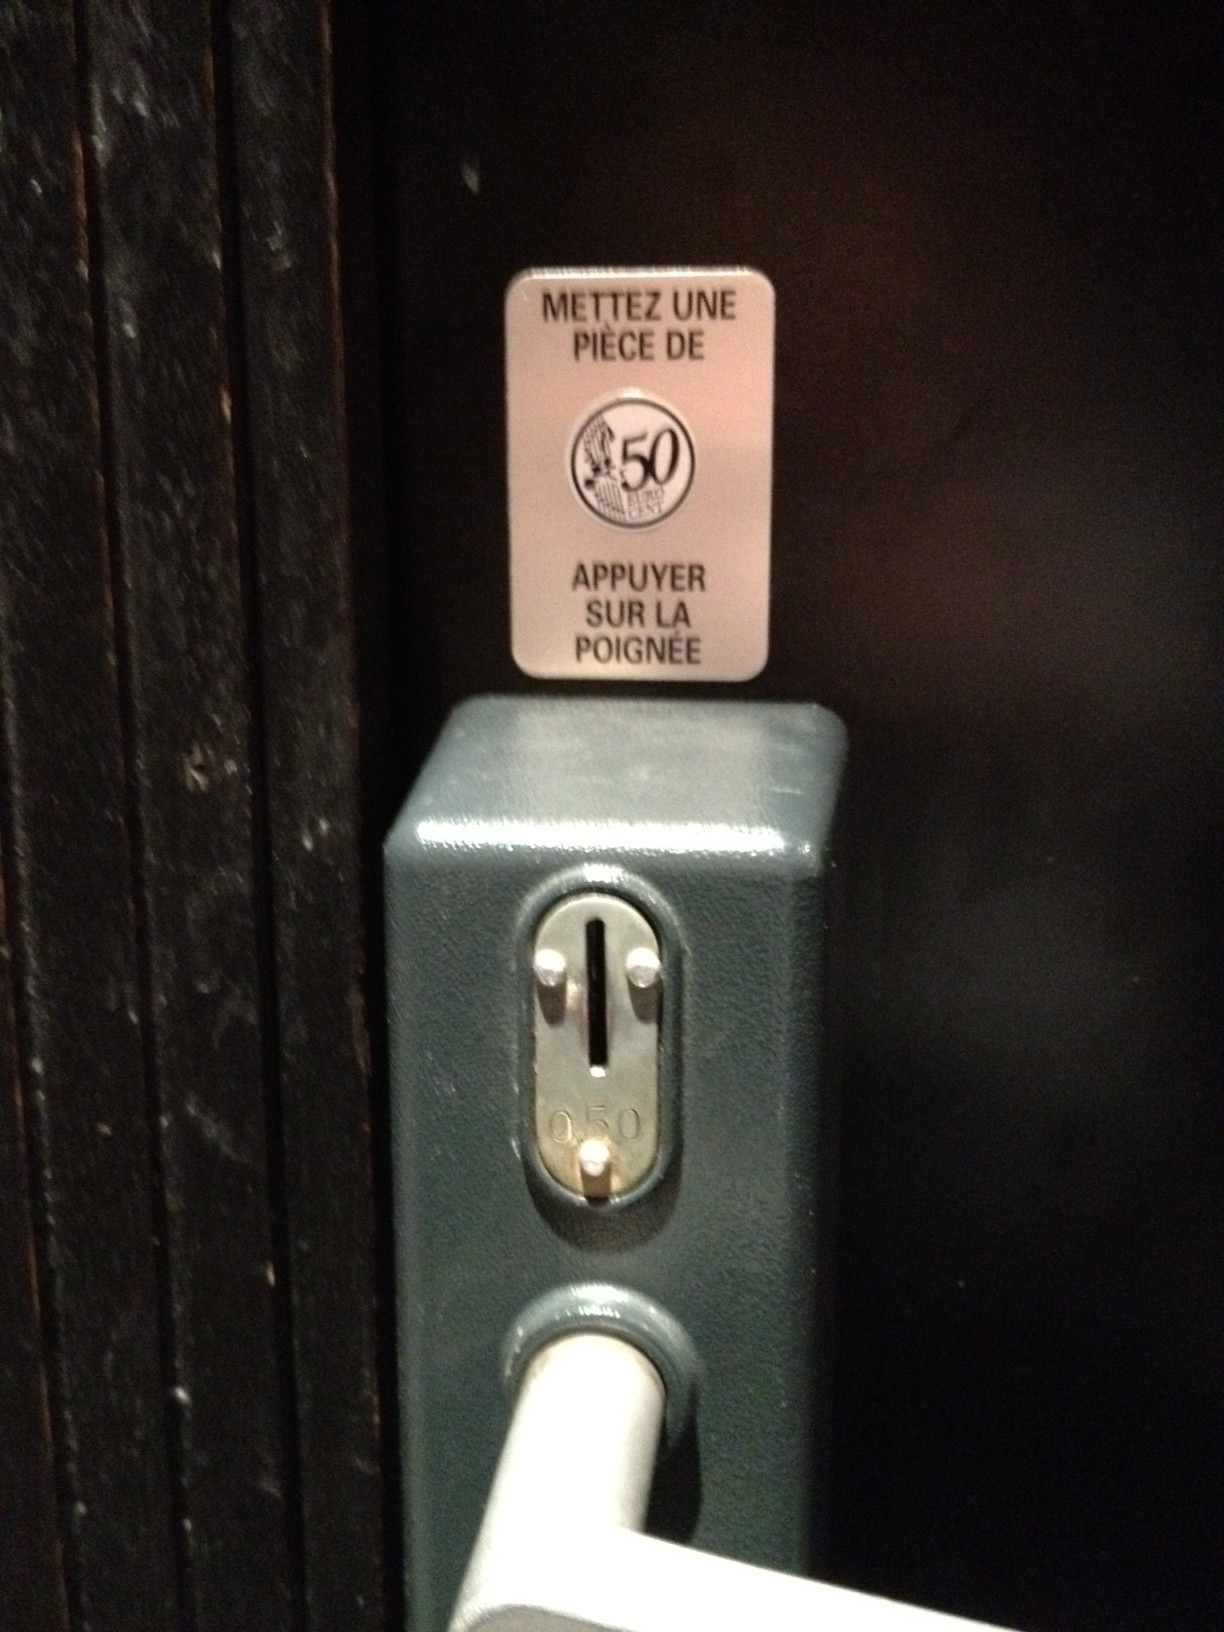 METTEZ UNE
PIÈCE DE
50
EURO
CENT
APPUYER
SUR LA
POIGNÉE
0.50